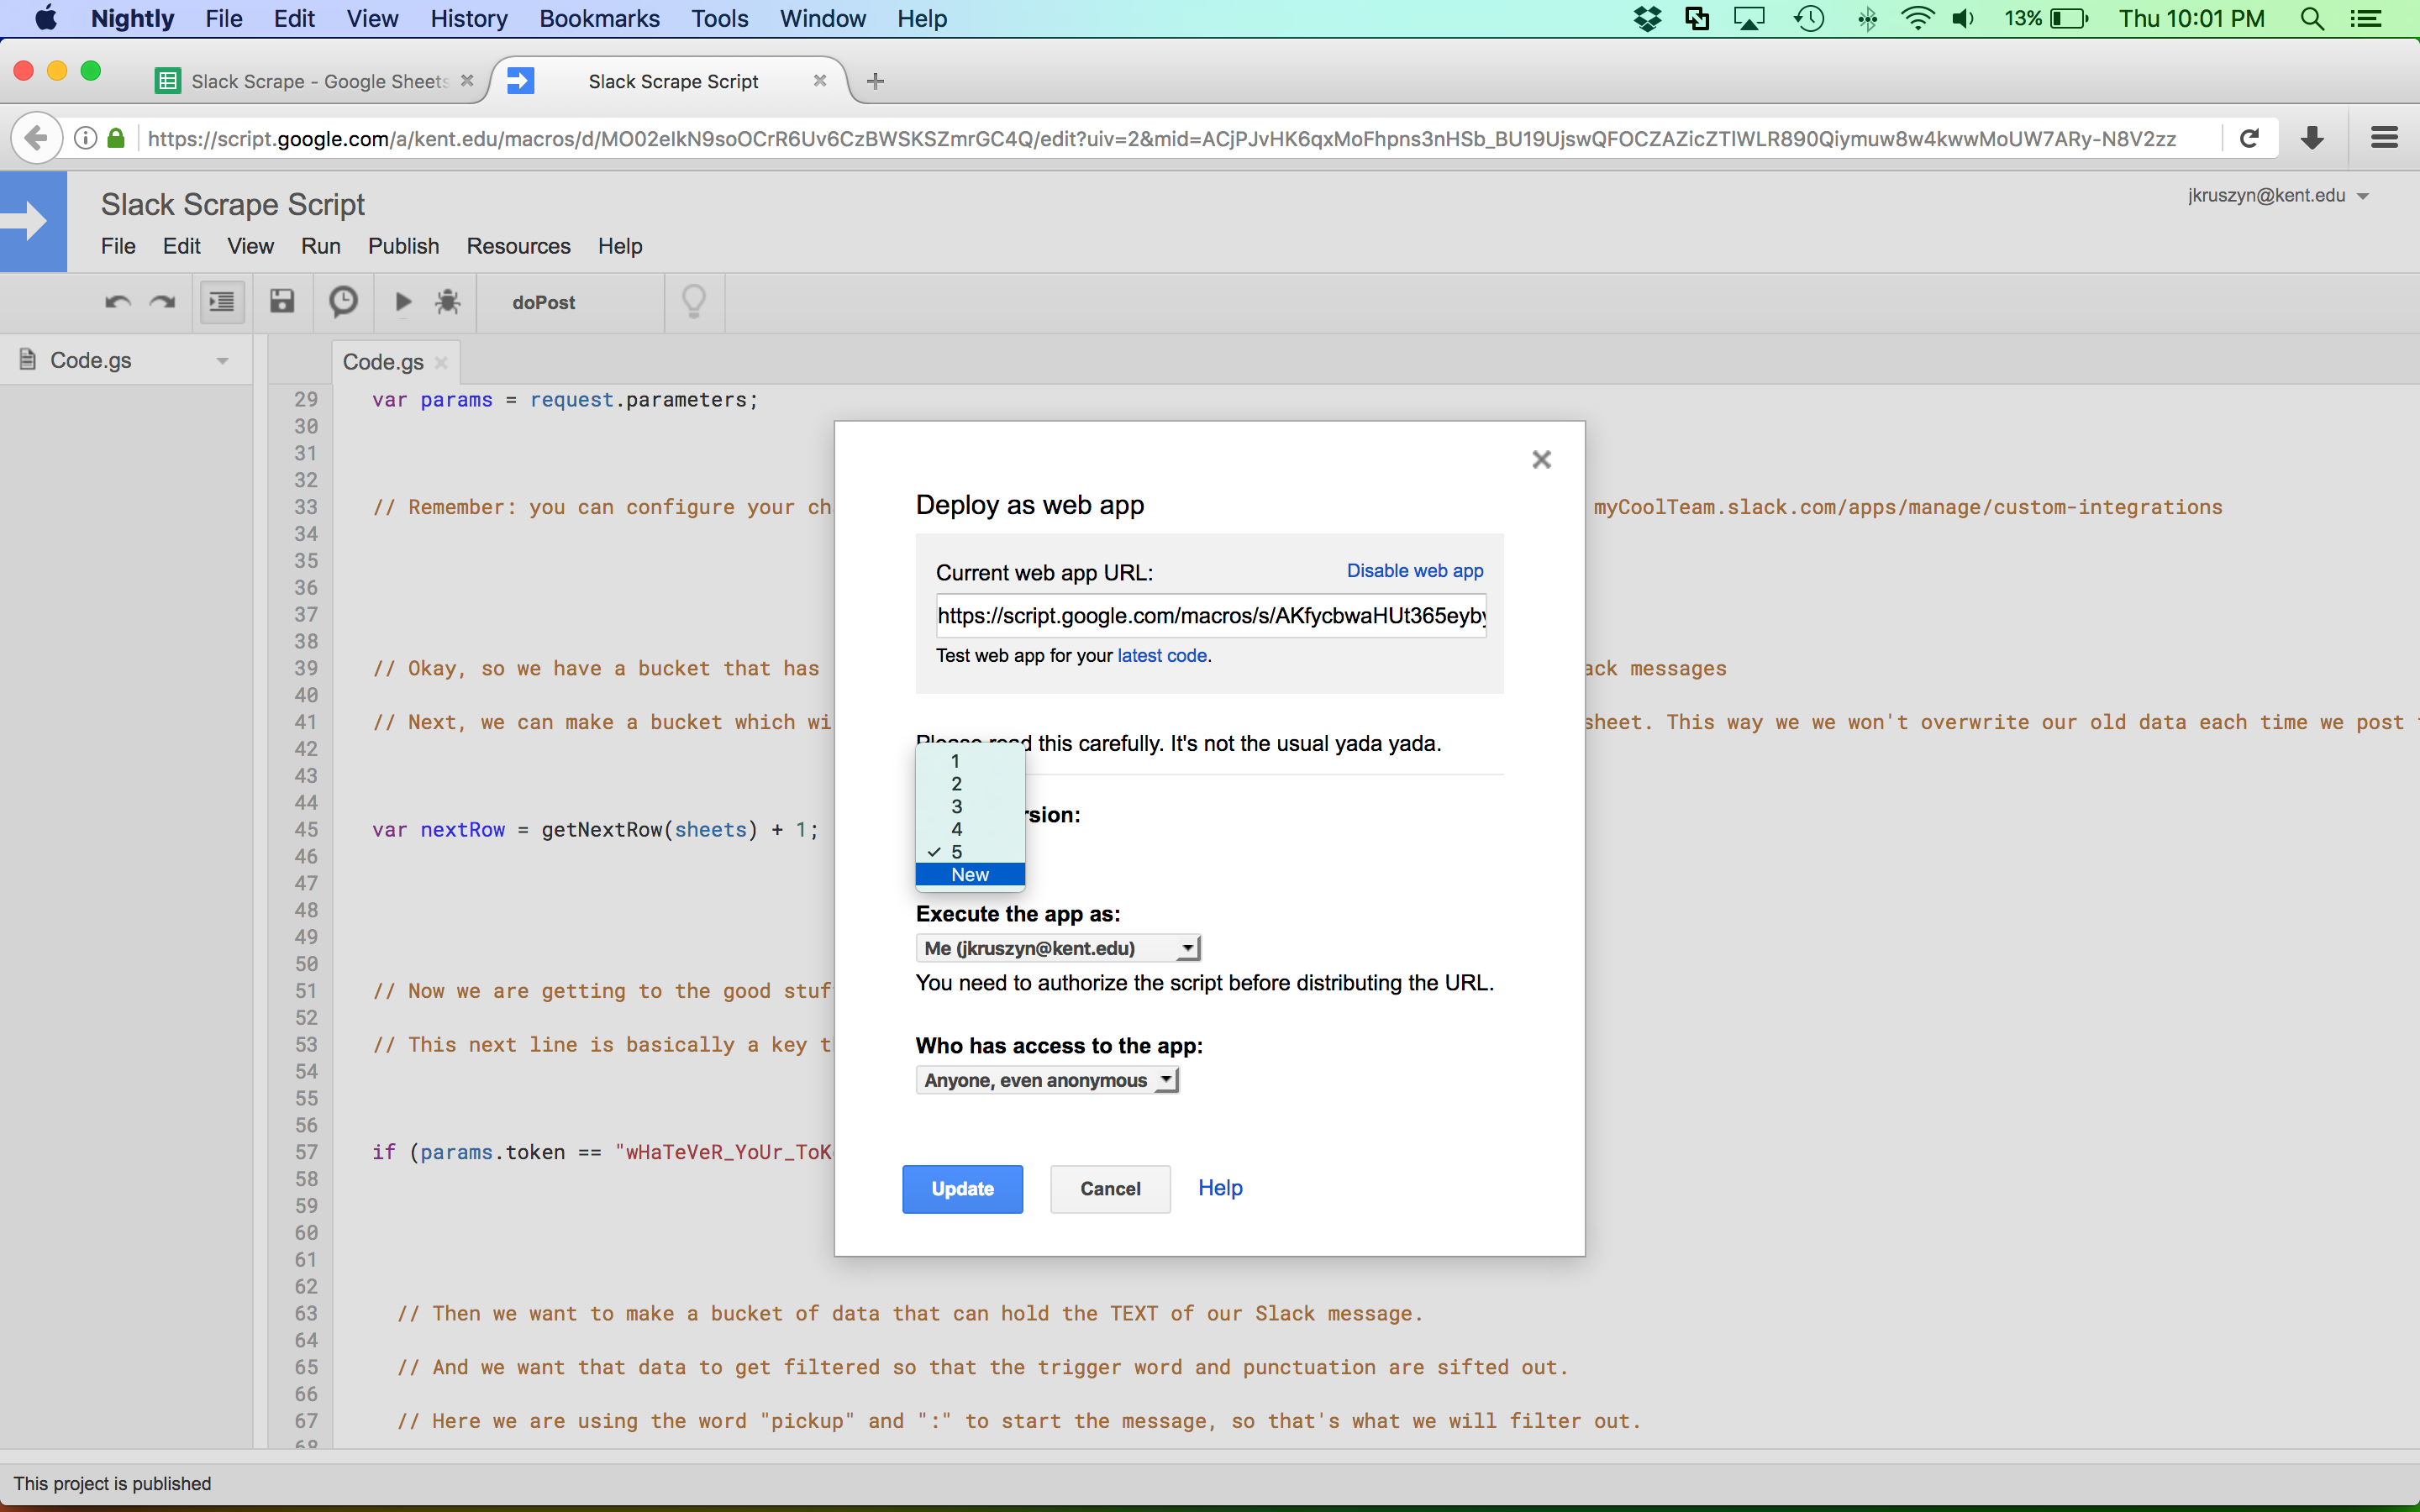 Nightly File Edit View History Bookmarks Tools Window Help 13% Thu 10:01 PM
Slack Scrape - Google Sheets Slack Scrape Script
https://script.google.com/a/kent.edu/macros/d/MO02elkN9soOCrR6Uv6CzBWSKSZmrGC4Q/edit?uiv=2&mid=ACjPJvHK6qxMoFhpns3nHSb_BU19UjswQFOCZAZicZTIWLR890Qiymuw8w4kwwMoUW7ARy-N8V2zz
Slack Scrape Script
jkruszyn@kent.edu
File Edit View Run Publish Resources Help
doPost
Code.gs
Code.gs
29 var params = request.parameters;
30
31
32
33 // Remember: you can configure your ch myCoolTeam.slack.com/apps/manage/custom-integrations
34
35
36
37
38
39 // Okay, so we have a bucket that has ack messages
40
41 // Next, we can make a bucket which wi sheet. This way we we won't overwrite our old data each time we post
42
43
44
45 var nextRow = getNextRow(sheets) + 1;
46
47
48
49
50
51 // Now we are getting to the good stuf
52
53 // This next line is basically a key t
54
55
56
57 if (params.token == "wHaTeVeR_YoUr_ToK
58
59
60
61
62
63 // Then we want to make a bucket of data that can hold the TEXT of our Slack message.
64
65 // And we want that data to get filtered so that the trigger word and punctuation are sifted out.
66
67 // Here we are using the word "pickup" and ":" to start the message, so that's what we will filter out.
68
Deploy as web app
Current web app URL: Disable web app
https://script.google.com/macros/s/AKfycbwaHUt365eyby
Test web app for your latest code.
Please read this carefully. It's not the usual yada yada.
1
2
3
4
✓ 5
New
rsion:
Execute the app as:
Me (jkruszyn@kent.edu)
You need to authorize the script before distributing the URL.
Who has access to the app:
Anyone, even anonymous
Update Cancel Help
This project is published